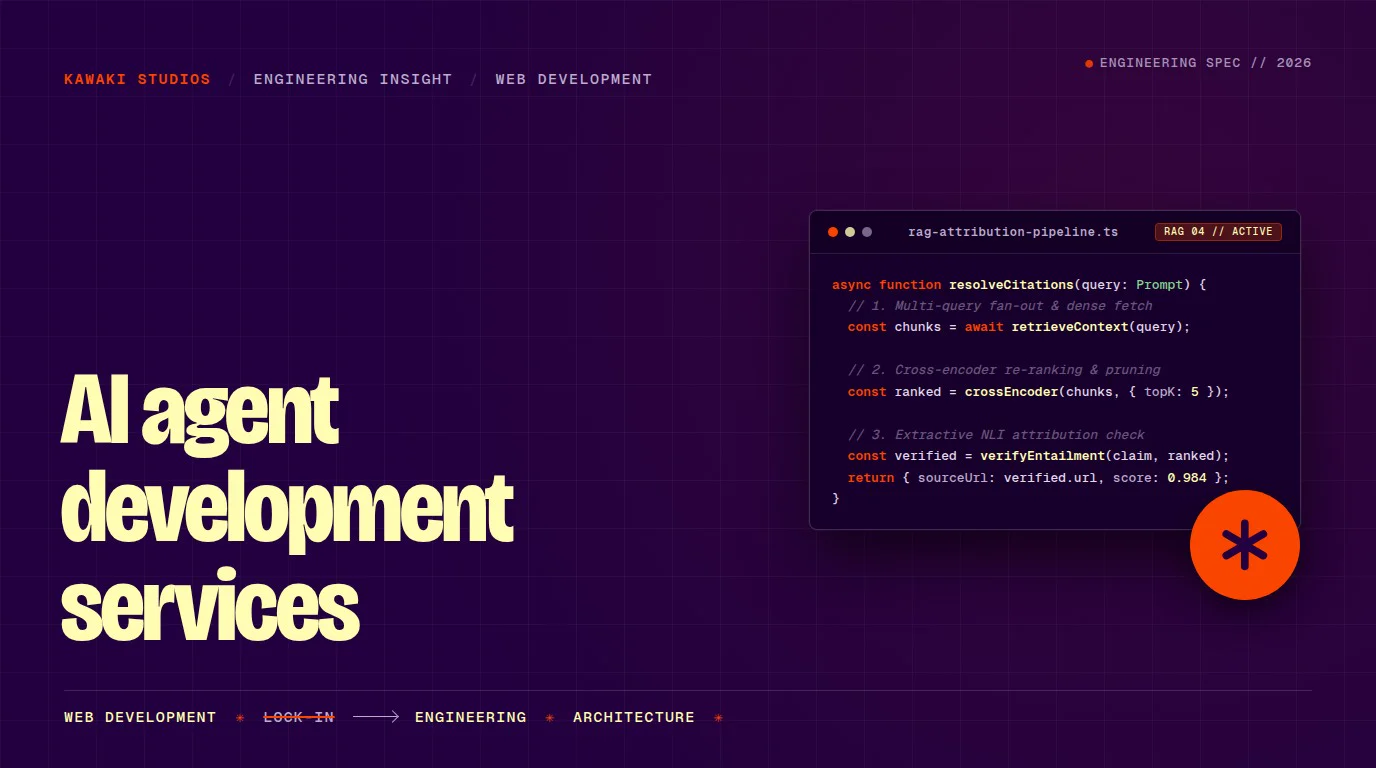 KAWAKI STUDIOS / ENGINEERING INSIGHT / WEB DEVELOPMENT
ENGINEERING SPEC // 2026
rag-attribution-pipeline.ts
RAG 04 // ACTIVE
async function resolveCitations(query: Prompt) {
// 1. Multi-query fan-out & dense fetch
const chunks = await retrieveContext(query);
// 2. Cross-encoder re-ranking & pruning
const ranked = crossEncoder(chunks, { topK: 5 });
// 3. Extractive NLI attribution check
const verified = verifyEntailment(claim, ranked);
return { sourceUrl: verified.url, score: 0.984 };
}
AI agent
development
services
WEB DEVELOPMENT * LOCK-IN → ENGINEERING * ARCHITECTURE *